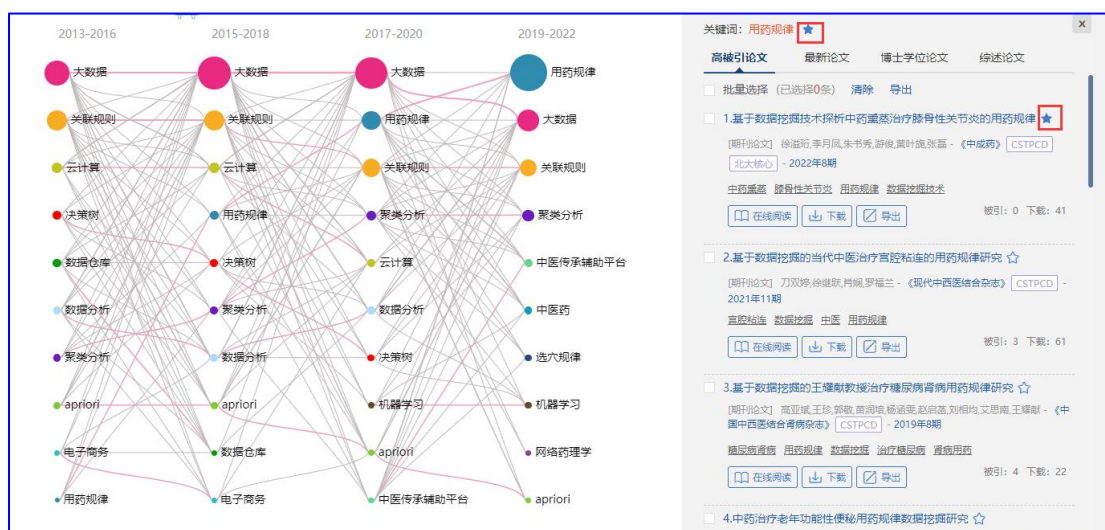 2013-2016 2015-2018 2017-2020 2019-2022
大数据 大数据 大数据 用药规律
关联规则 关联规则 用药规律 大数据
云计算 云计算 关联规则 关联规则
决策树 用药规律 聚类分析 聚类分析
数据仓库 决策树 云计算 中医传承辅助平台
数据分析 聚类分析 数据分析 中医药
聚类分析 数据分析 决策树 选穴规律
apriori apriori 机器学习 机器学习
电子商务 数据仓库 apriori 网络药理学
用药规律 电子商务 中医传承辅助平台 apriori
关键词: 用药规律
x
高被引论文 最新论文 博士学位论文 综述论文
批量选择 (已选择0条) 清除 导出
1.基于数据挖掘技术探析中药熏蒸治疗膝骨性关节炎的用药规律
[期刊论文] 徐溢珩,李月凤,朱书秀,游俊,黄叶旎,张磊 - 《中成药》 CSTPCD
北大核心 - 2022年8期
中药熏蒸 膝骨性关节炎 用药规律 数据挖掘技术
在线阅读 下载 导出 被引: 0 下载: 41
2.基于数据挖掘的当代中医治疗宫腔粘连的用药规律研究
[期刊论文] 刀双婷,徐继跃,肖娴,罗福兰 - 《现代中西医结合杂志》 CSTPCD -
2021年11期
宫腔粘连 数据挖掘 中医 用药规律
在线阅读 下载 导出 被引: 3 下载: 61
3.基于数据挖掘的王耀献教授治疗糖尿病肾病用药规律研究
[期刊论文] 高亚斌,王珍,郭敬,黄润培,杨涵雯,赵启菡,刘相均,艾思南,王耀献 - 《中
国中西医结合肾病杂志》 CSTPCD - 2019年8期
糖尿病肾病 用药规律 数据挖掘 治疗糖尿病 肾病用药
在线阅读 下载 导出 被引: 4 下载: 22
4.中药治疗老年功能性便秘用药规律数据挖掘研究